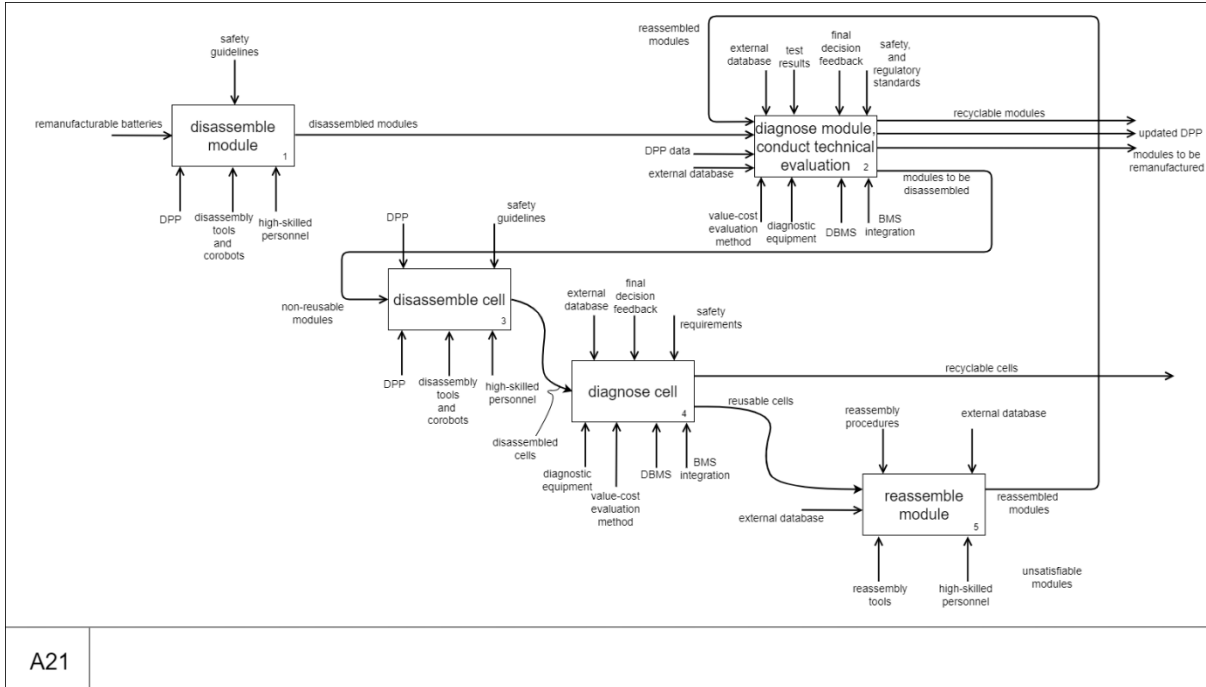 reassembled
modules
safety
guidelines
external
database
test
results
final
decision
feedback
safety,
and
regulatory
standards
remanufacturable batteries
disassemble
module
1
disassembled modules
diagnose module,
conduct technical
evaluation
2
recyclable modules
updated DPP
modules to be
remanufactured
DPP data
external database
modules to be
disassembled
DPP
disassembly
tools
and
corobots
high-skilled
personnel
value-cost
evaluation
method
diagnostic
equipment
DBMS
BMS
integration
DPP
safety
guidelines
non-reusable
modules
disassemble cell
3
external
database
final
decision
feedback
safety
requirements
DPP
disassembly
tools
and
corobots
high-skilled
personnel
disassembled
cells
diagnose cell
4
recyclable cells
reusable cells
diagnostic
equipment
value-cost
evaluation
method
DBMS
BMS
integration
reassembly
procedures
external database
external database
reassemble
module
5
reassembled
modules
reassembly
tools
high-skilled
personnel
unsatisfiable
modules
A21